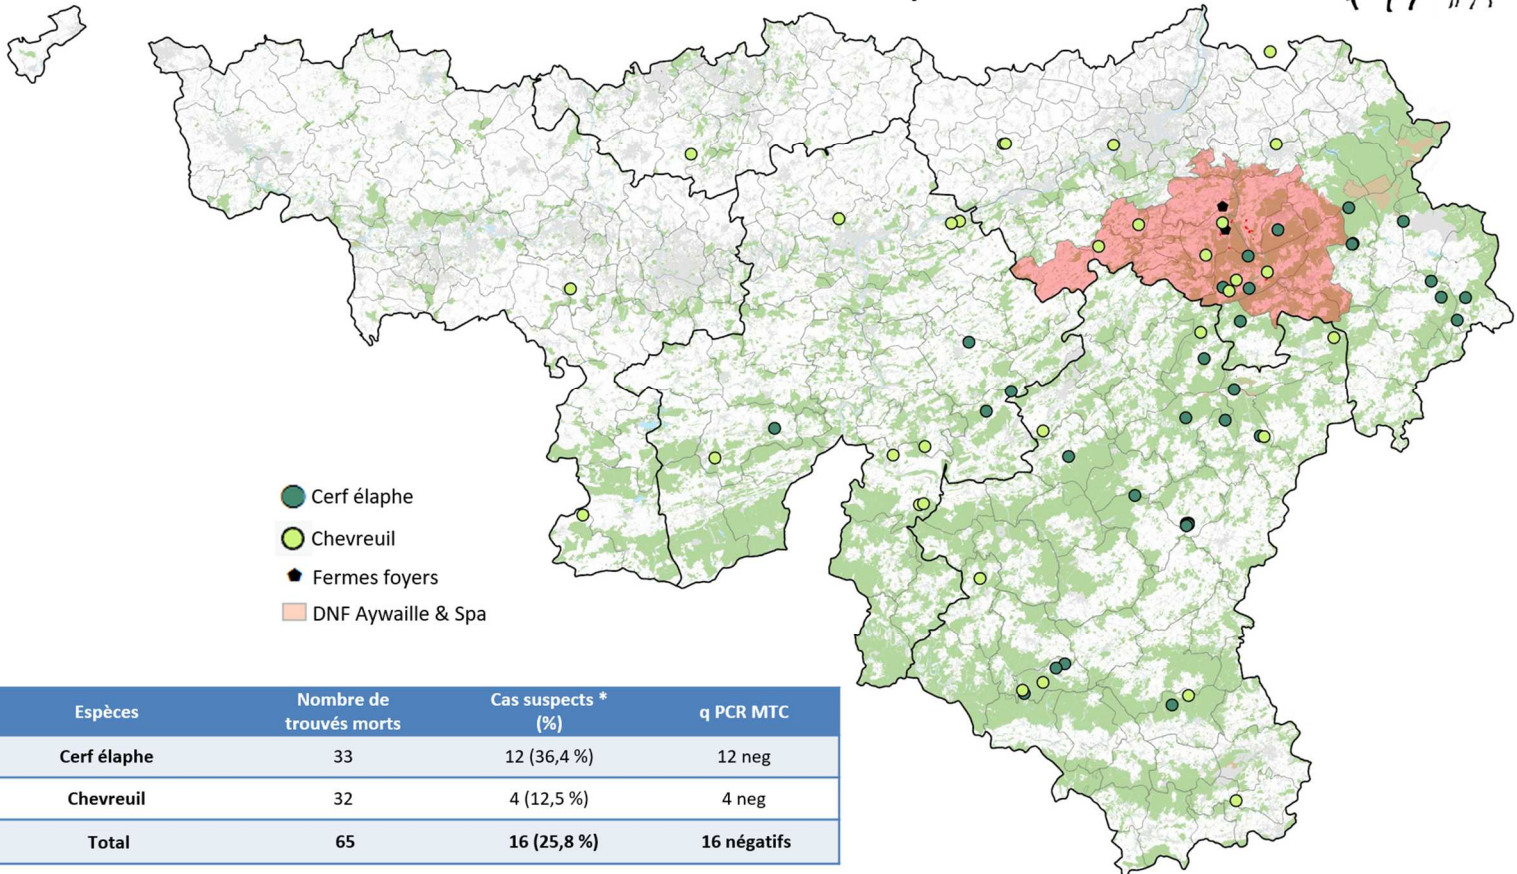 Cerf élaphe
Chevreuil
Fermes foyers
DNF Aywaille & Spa
Espèces
Nombre de
trouvés morts
Cas suspects *
(%)
q PCR MTC
Cerf élaphe 33 12 (36,4 %) 12 neg
Chevreuil 32 4 (12,5 %) 4 neg
Total 65 16 (25,8 %) 16 négatifs